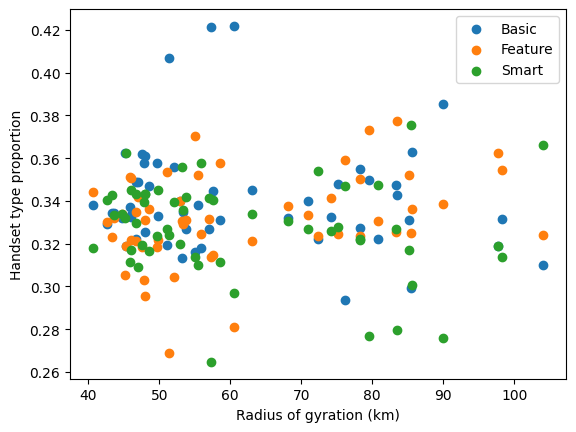 Basic
Feature
Smart
0.42
0.40
0.38
0.36
0.34
0.32
0.30
0.28
0.26
Handset type proportion
40 50 60 70 80 90 100
Radius of gyration (km)